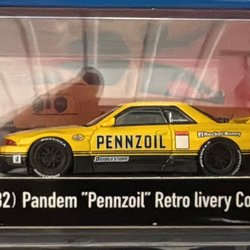 PENNZOIL
Rocket Bunny
BRIDGESTONE
32) Pandem "Pennzoil" Retro livery Co